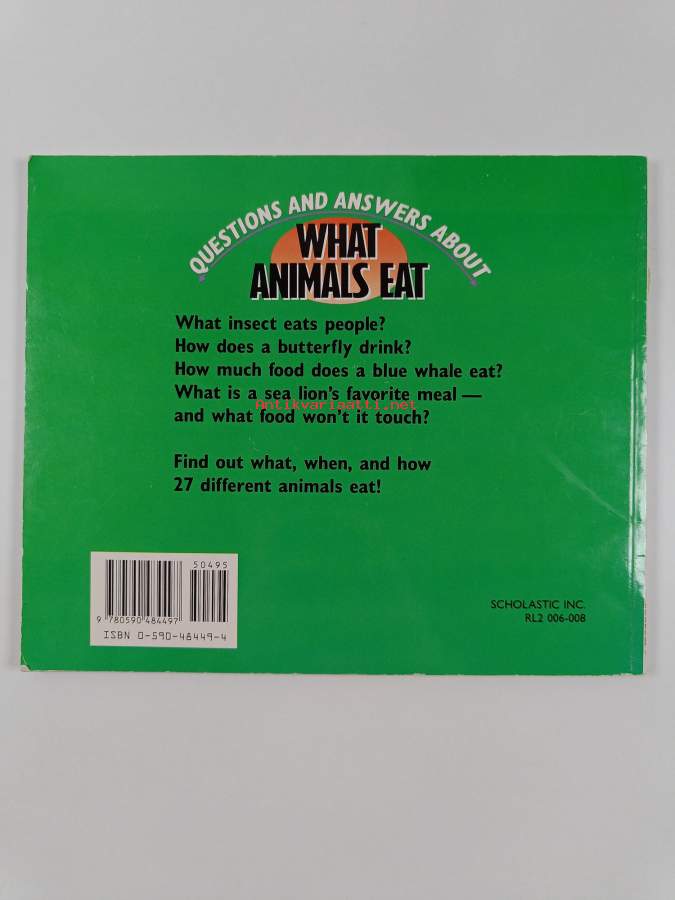 QUESTIONS AND ANSWERS ABOUT
WHAT
ANIMALS EAT
What insect eats people?
How does a butterfly drink?
How much food does a blue whale eat?
What is a sea lion's favorite meal —
Antikvariaatti.net
and what food won't it touch?
Find out what, when, and how
27 different animals eat!
50495
9 780590 484497
ISBN 0-590-48449-4
SCHOLASTIC INC.
RL2 006-008